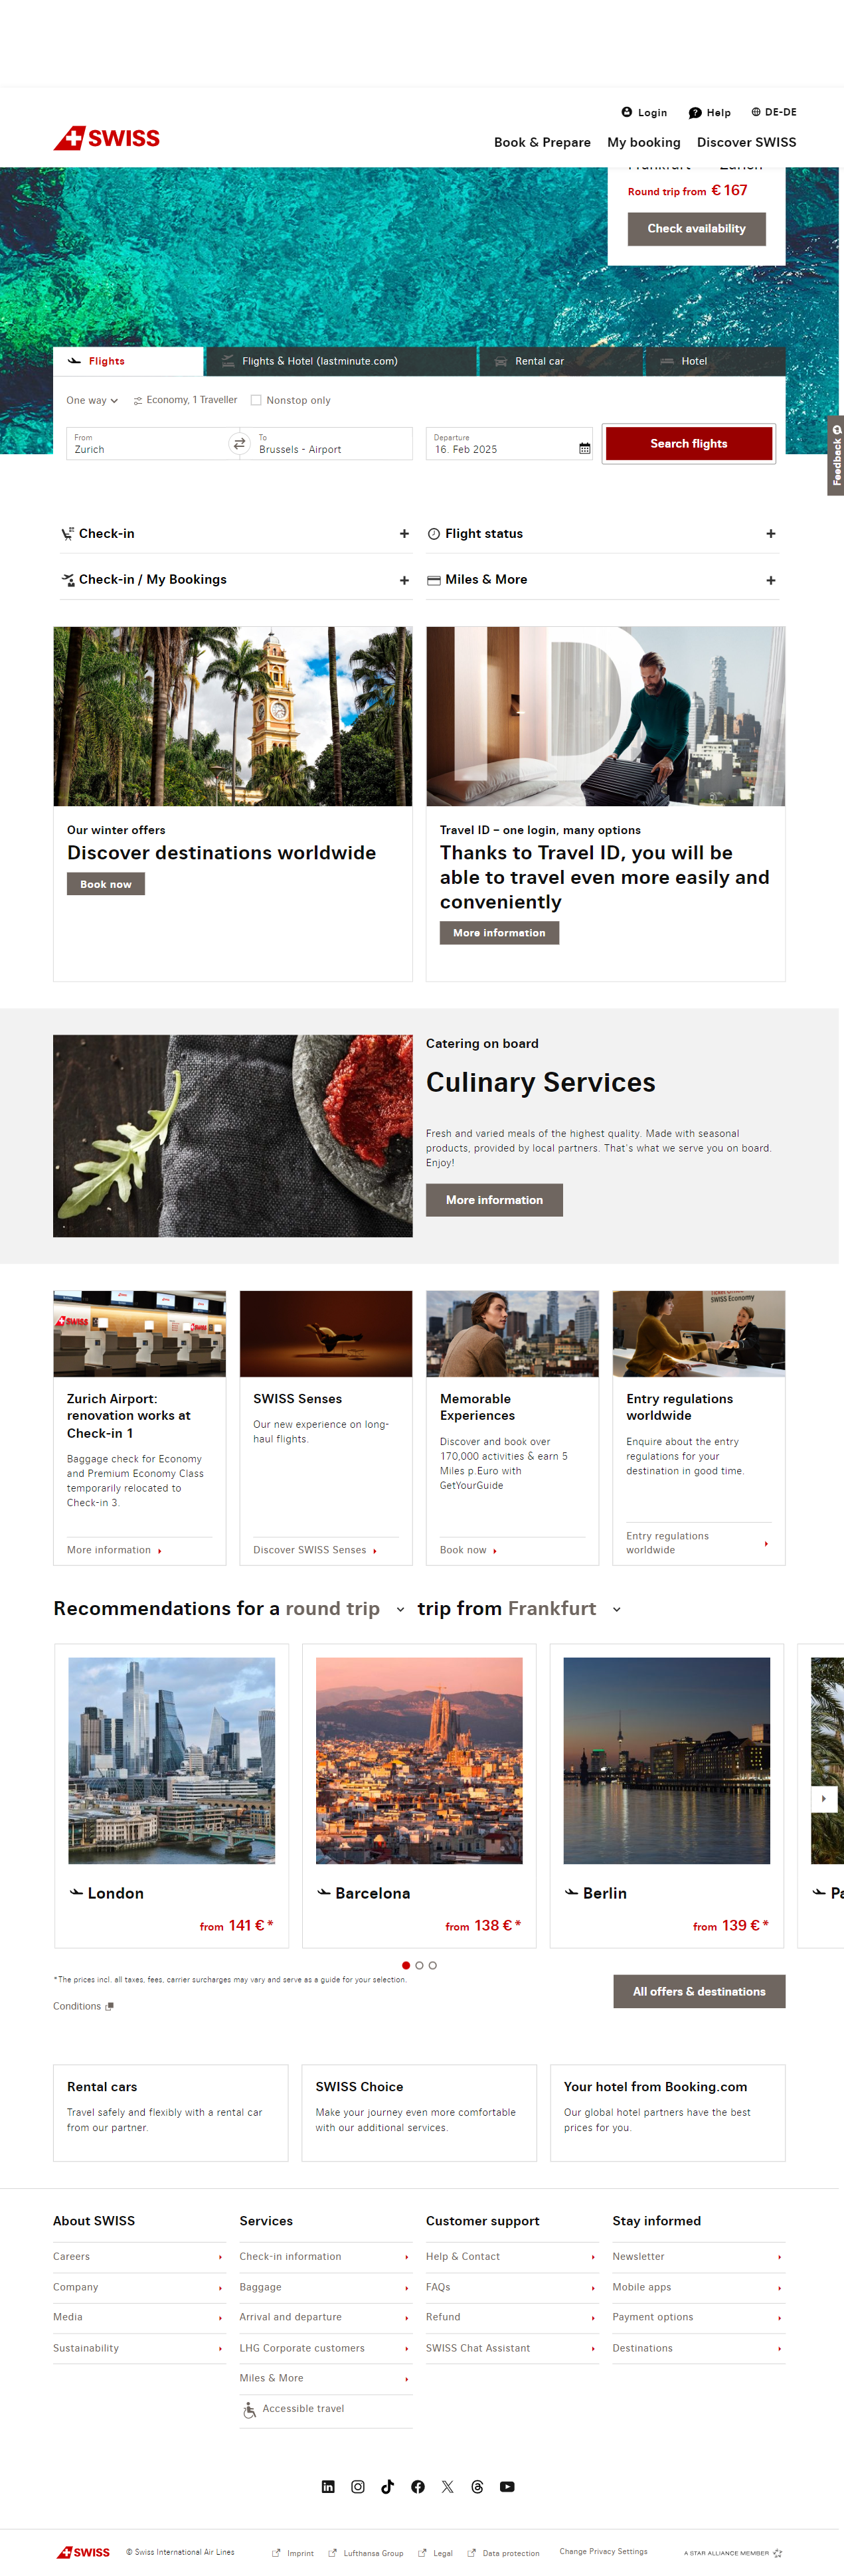 Login
Help
DE-DE
SWISS
Book & Prepare
My booking
Discover SWISS
Round trip from € 167
Check availability
Flights
Flights & Hotel (lastminute.com)
Rental car
Hotel
One way
Economy, 1 Traveller
Nonstop only
From
Zurich
To
Brussels - Airport
Departure
16. Feb 2025
Search flights
Feedback
Check-in
Flight status
Check-in / My Bookings
Miles & More
Our winter offers
Discover destinations worldwide
Book now
Travel ID – one login, many options
Thanks to Travel ID, you will be
able to travel even more easily and
conveniently
More information
Catering on board
Culinary Services
Fresh and varied meals of the highest quality. Made with seasonal
products, provided by local partners. That's what we serve you on board.
Enjoy!
More information
Zurich Airport:
renovation works at
Check-in 1
Baggage check for Economy
and Premium Economy Class
temporarily relocated to
Check-in 3.
More information
SWISS Senses
Our new experience on long-
haul flights.
Discover SWISS Senses
Memorable
Experiences
Discover and book over
170,000 activities & earn 5
Miles p.Euro with
GetYourGuide
Book now
SWISS Economy
Entry regulations
worldwide
Enquire about the entry
regulations for your
destination in good time.
Entry regulations
worldwide
Recommendations for a round trip trip from Frankfurt
London
from 141 € *
Barcelona
from 138 € *
Berlin
from 139 € *
*The prices incl. all taxes, fees, carrier surcharges may vary and serve as a guide for your selection.
Conditions
All offers & destinations
Rental cars
Travel safely and flexibly with a rental car
from our partner.
SWISS Choice
Make your journey even more comfortable
with our additional services.
Your hotel from Booking.com
Our global hotel partners have the best
prices for you.
About SWISS
Careers
Company
Media
Sustainability
Services
Check-in information
Baggage
Arrival and departure
LHG Corporate customers
Miles & More
Accessible travel
Customer support
Help & Contact
FAQs
Refund
SWISS Chat Assistant
Stay informed
Newsletter
Mobile apps
Payment options
Destinations
SWISS
© Swiss International Air Lines
Imprint
Lufthansa Group
Legal
Data protection
Change Privacy Settings
A STAR ALLIANCE MEMBER